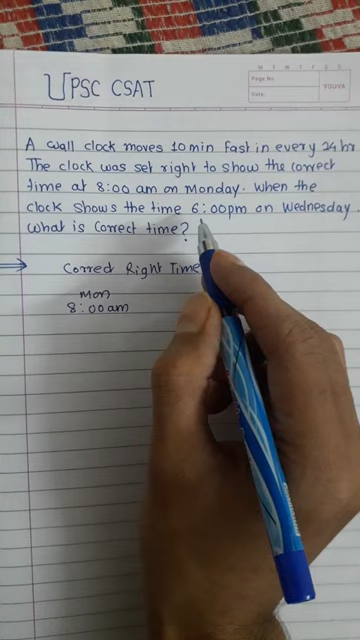 UPSC CSAT
M T W T F S S
Page No.
Date:
YOUVA
A wall clock moves 10 min Fast in every 24 hr
The clock was set right to show the correct
time at 8:00 am on Monday. When the
clock shows the time 6:00pm on Wednesday.
what is correct time?
⇒ Corred Right Time
Mon
8:00am